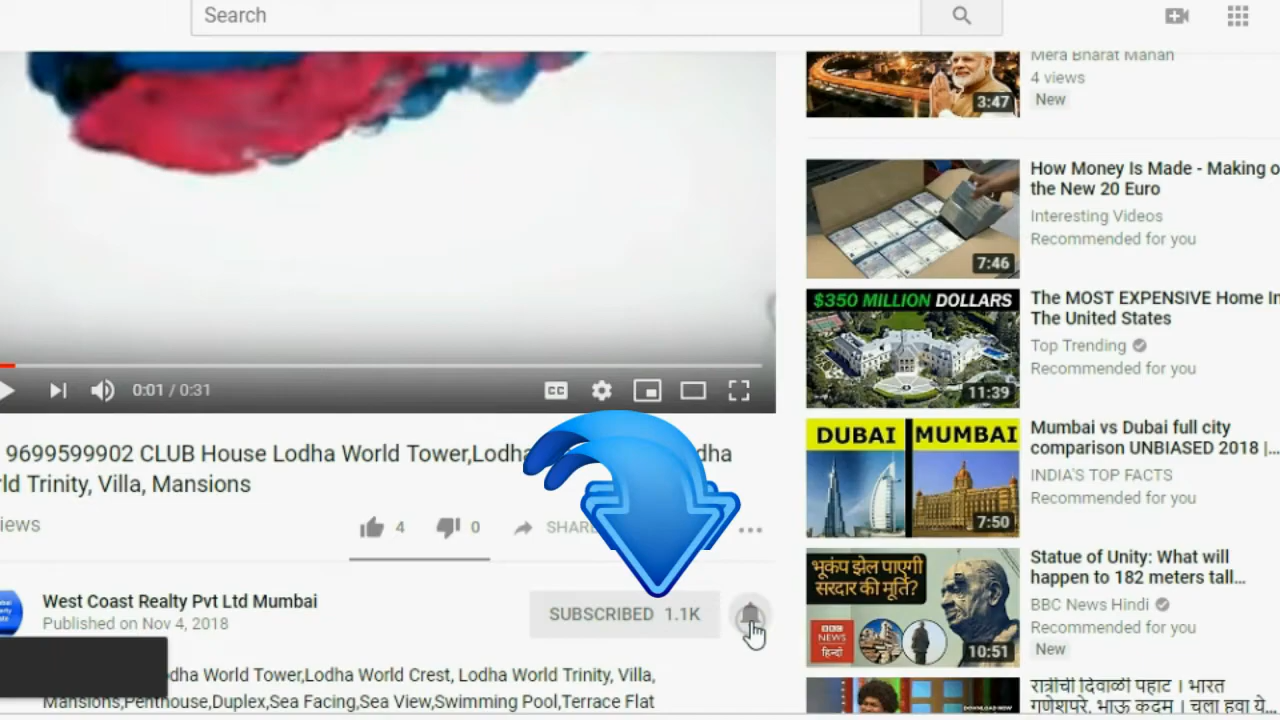 Search
Mera Bharat Mahan
4 views
New
3:47
How Money Is Made - Making o
the New 20 Euro
Interesting Videos
Recommended for you
7:46
$350 MILLION DOLLARS
11:39
The MOST EXPENSIVE Home In
The United States
Top Trending
Recommended for you
DUBAI MUMBAI
7:50
Mumbai vs Dubai full city
comparison UNBIASED 2018 |...
INDIA'S TOP FACTS
Recommended for you
भूकंप झेल पाएगी
सरदार की मूर्ति?
BBC
NEWS
हिन्दी
10:51
Statue of Unity: What will
happen to 182 meters tall...
BBC News Hindi
Recommended for you
New
DOWNLOAD NOW
रात्रीची दिवाळी पहाट । भारत
गणेशपुरे, भाऊ कदम । चला हवा ये...
0:01 / 0:31
CC
9699599902 CLUB House Lodha World Tower,Lodha dha
rld Trinity, Villa, Mansions
iews
4
0
SHARE
West Coast Realty Pvt Ltd Mumbai
Published on Nov 4, 2018
SUBSCRIBED 1.1K
dha World Tower,Lodha World Crest, Lodha World Trinity, Villa,
Mansions,Penthouse,Duplex,Sea Facing,Sea View,Swimming Pool,Terrace Flat